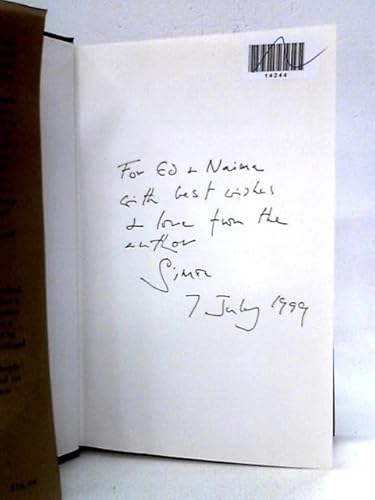 14244
For Ed & Naima
with best wishes
& love from the
author
Simon
7 July 1999